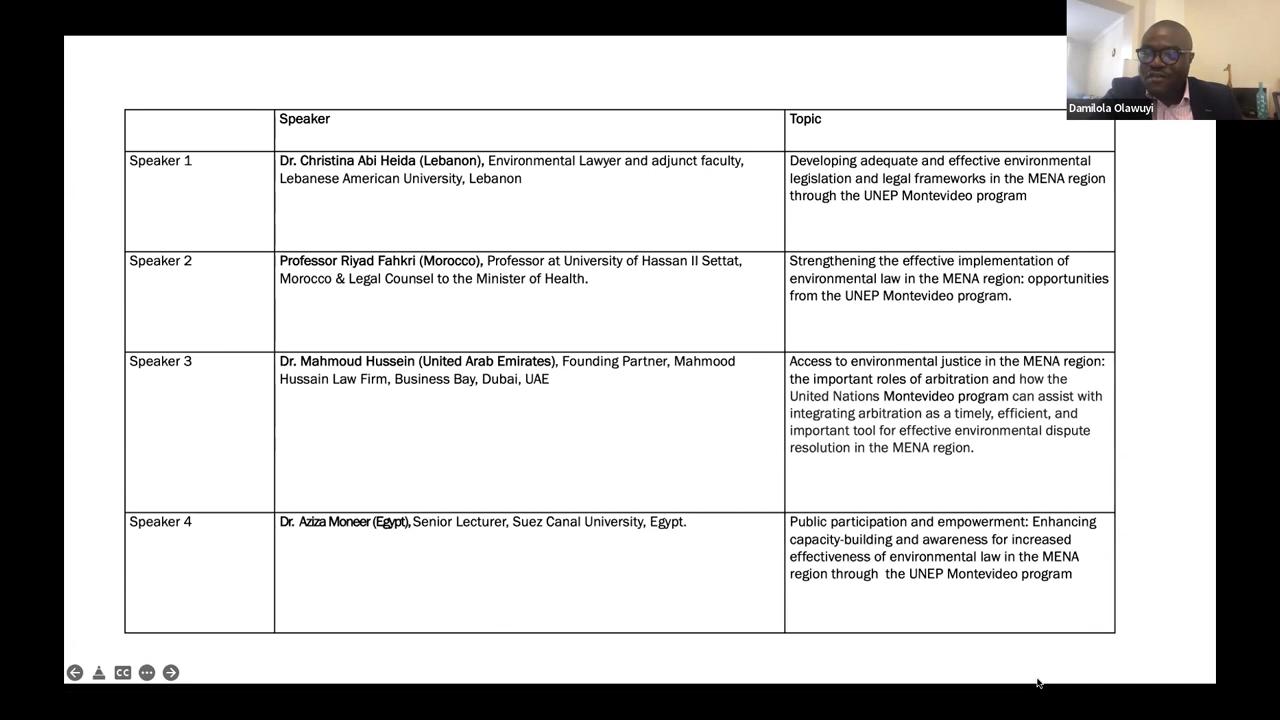 Damilola Olawuyi
Speaker
Topic
Speaker 1
Dr. Christina Abi Heida (Lebanon), Environmental Lawyer and adjunct faculty,
Lebanese American University, Lebanon
Developing adequate and effective environmental
legislation and legal frameworks in the MENA region
through the UNEP Montevideo program
Speaker 2
Professor Riyad Fahkri (Morocco), Professor at University of Hassan II Settat,
Morocco & Legal Counsel to the Minister of Health.
Strengthening the effective implementation of
environmental law in the MENA region: opportunities
from the UNEP Montevideo program.
Speaker 3
Dr. Mahmoud Hussein (United Arab Emirates), Founding Partner, Mahmood
Hussain Law Firm, Business Bay, Dubai, UAE
Access to environmental justice in the MENA region:
the important roles of arbitration and how the
United Nations Montevideo program can assist with
integrating arbitration as a timely, efficient, and
important tool for effective environmental dispute
resolution in the MENA region.
Speaker 4
Dr. Aziza Moneer (Egypt), Senior Lecturer, Suez Canal University, Egypt.
Public participation and empowerment: Enhancing
capacity-building and awareness for increased
effectiveness of environmental law in the MENA
region through the UNEP Montevideo program
CC